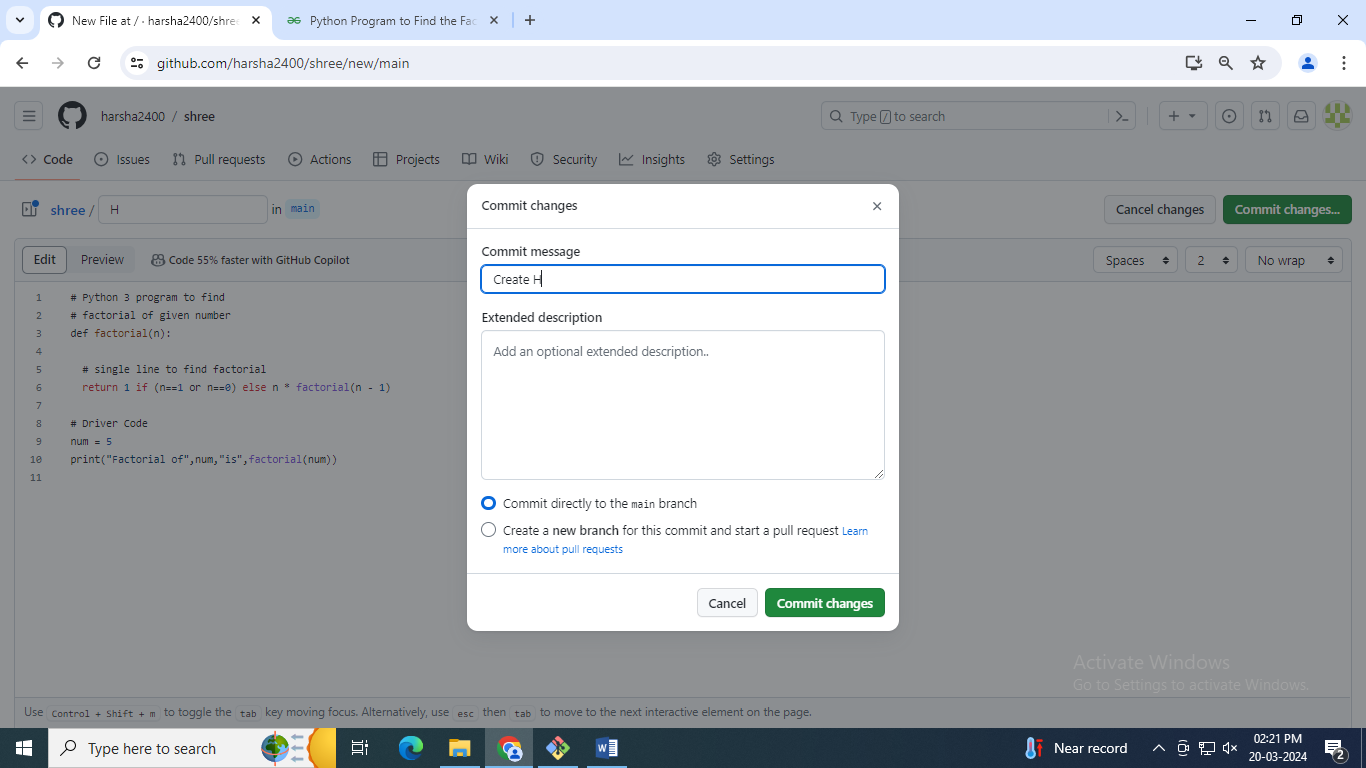 New File at / · harsha2400/shre
Python Program to Find the Fac
github.com/harsha2400/shree/new/main
harsha2400 / shree
Type / to search
Code
Issues
Pull requests
Actions
Projects
Wiki
Security
Insights
Settings
shree / H in main
Cancel changes
Commit changes...
Edit
Preview
Code 55% faster with GitHub Copilot
Spaces
2
No wrap
1 # Python 3 program to find
2 # factorial of given number
3 def factorial(n):
4
5 # single line to find factorial
6 return 1 if (n==1 or n==0) else n * factorial(n - 1)
7
8 # Driver Code
9 num = 5
10 print("Factorial of",num,"is",factorial(num))
11
Commit changes
Commit message
Create H
Extended description
Add an optional extended description..
Commit directly to the main branch
Create a new branch for this commit and start a pull request Learn
more about pull requests
Cancel
Commit changes
Activate Windows
Go to Settings to activate Windows.
Use Control + Shift + m to toggle the tab key moving focus. Alternatively, use esc then tab to move to the next interactive element on the page.
Type here to search
Near record
02:21 PM
20-03-2024
2